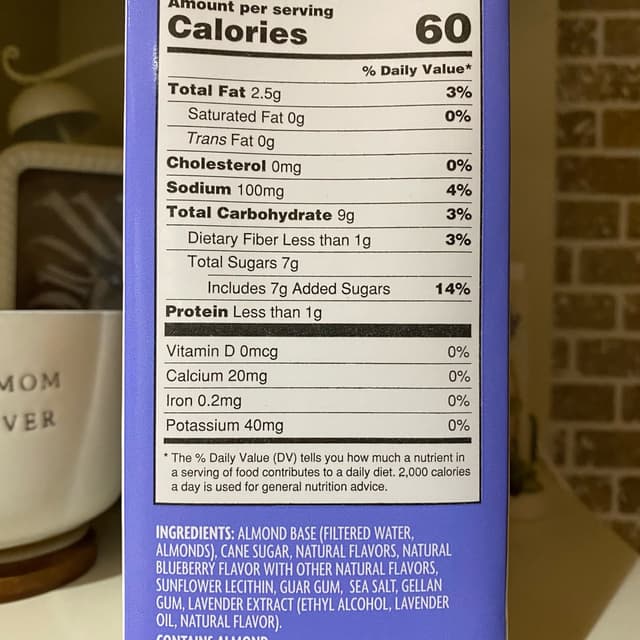 Amount per serving
Calories 60
% Daily Value*
Total Fat 2.5g 3%
Saturated Fat 0g 0%
Trans Fat 0g
Cholesterol 0mg 0%
Sodium 100mg 4%
Total Carbohydrate 9g 3%
Dietary Fiber Less than 1g 3%
Total Sugars 7g
Includes 7g Added Sugars 14%
Protein Less than 1g
Vitamin D 0mcg 0%
Calcium 20mg 0%
Iron 0.2mg 0%
Potassium 40mg 0%
* The % Daily Value (DV) tells you how much a nutrient in
a serving of food contributes to a daily diet. 2,000 calories
a day is used for general nutrition advice.
INGREDIENTS: ALMOND BASE (FILTERED WATER,
ALMONDS), CANE SUGAR, NATURAL FLAVORS, NATURAL
BLUEBERRY FLAVOR WITH OTHER NATURAL FLAVORS,
SUNFLOWER LECITHIN, GUAR GUM, SEA SALT, GELLAN
GUM, LAVENDER EXTRACT (ETHYL ALCOHOL, LAVENDER
OIL, NATURAL FLAVOR).
CONTAINS ALMOND
MOM
VER